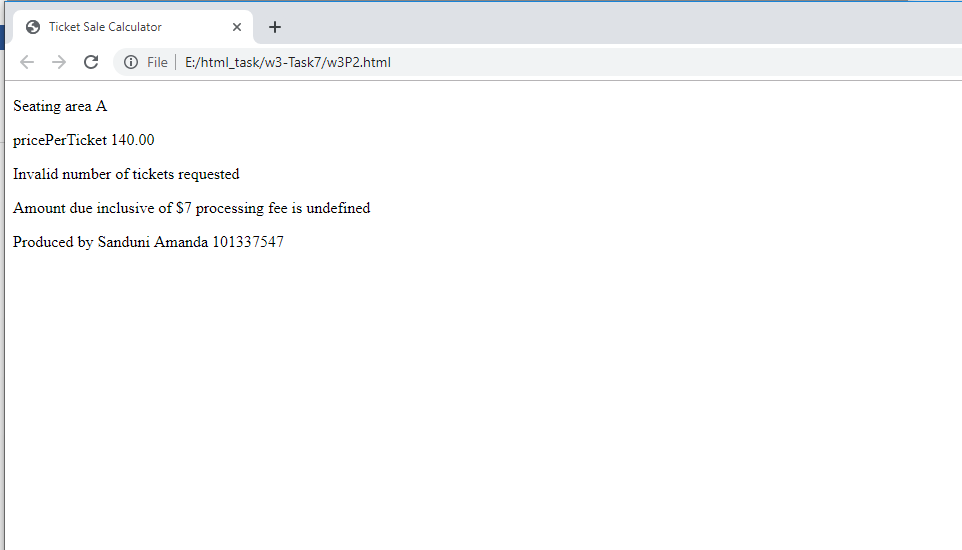 Ticket Sale Calculator
File E:/html_task/w3-Task7/w3P2.html
Seating area A
pricePerTicket 140.00
Invalid number of tickets requested
Amount due inclusive of $7 processing fee is undefined
Produced by Sanduni Amanda 101337547